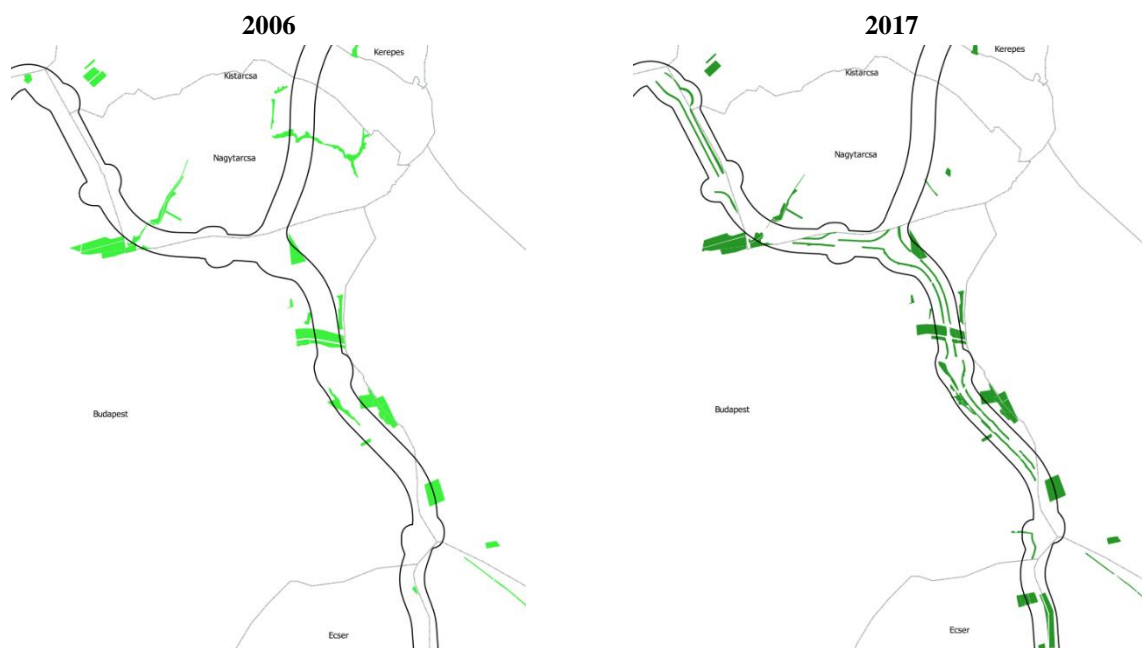 2006
Kerepes
Kistarcsa
Nagytarcsa
Budapest
Ecser
2017
Kerepes
Kistarcsa
Nagytarcsa
Budapest
Ecser